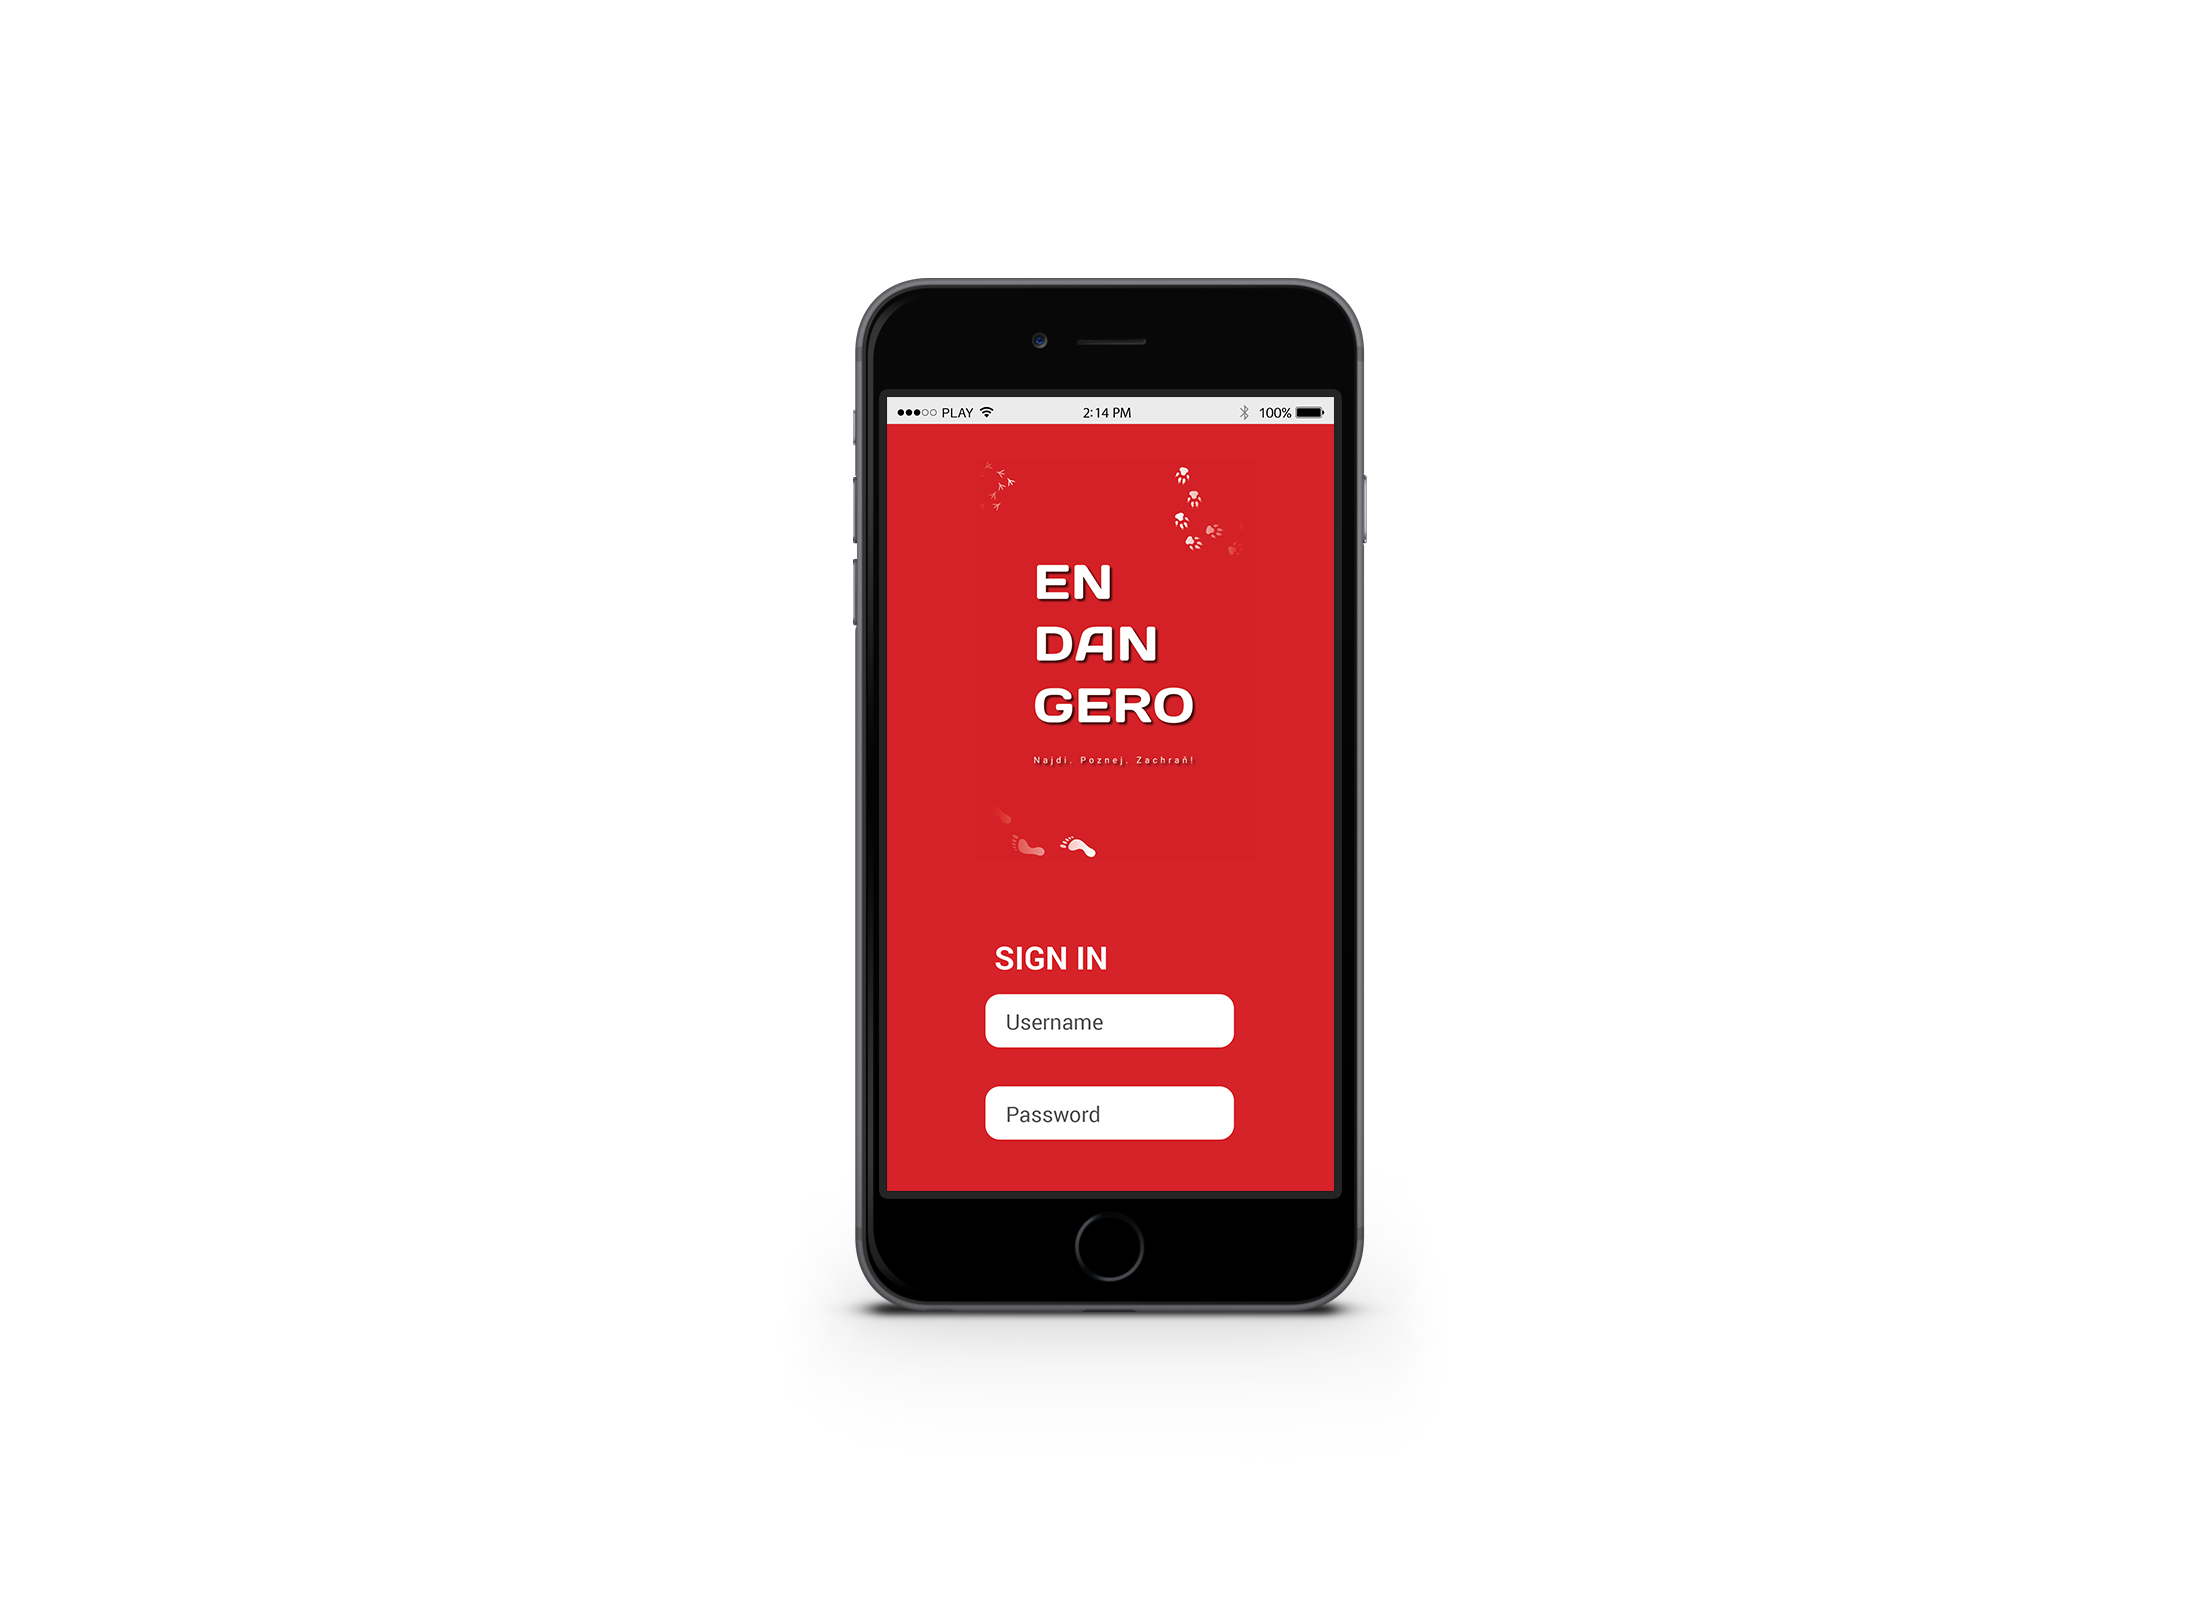 PLAY 2:14 PM 100%
EN
DAN
GERO
Najdi. Poznej. Zachraň!
SIGN IN
Username
Password